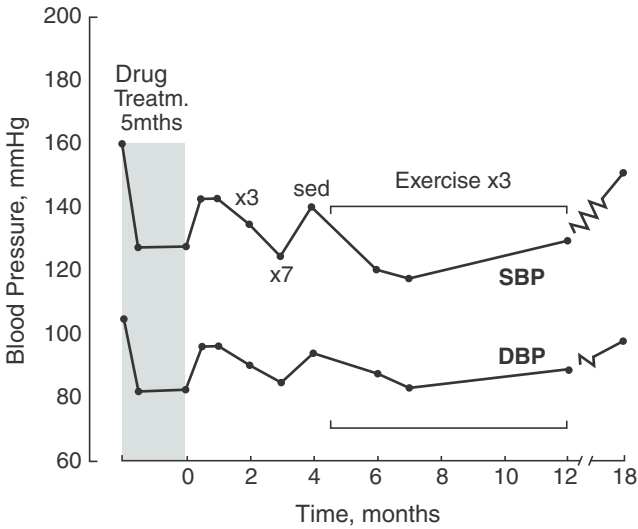 200
180
160
140
120
100
80
60
Blood Pressure, mmHg
Drug
Treatm.
5mths
x3
x7
sed
Exercise x3
SBP
DBP
0 2 4 6 8 10 12 18
Time, months